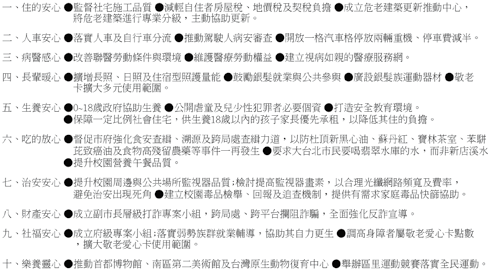 一、住的安心 ●監督社宅施工品質 ●減輕自住者房屋稅、地價稅及契稅負擔 ●成立危老建築更新推動中心，
將危老建築進行專業分級，主動協助更新。
二、人車安心 ●落實人車及自行車分流 ●推動駕駛人病安審查 ●開放一格汽車格停放兩輛重機、停車費減半。
三、病醫感心 ●改善聯醫勞動條件與環境 ●維護醫療勞動權益 ●建立視病如親的醫療服務網。
四、長輩暖心 ●擴增長照、日照及住宿型照護量能 ●鼓勵銀髮就業與公共參與 ●廣設銀髮族運動器材 ●敬老
卡擴大多元使用範圍。
五、生養安心 ●0-18歲政府協助生養 ●公開虐童及兒少性犯罪者必要個資 ●打造安全教育環境。
●保障一定比例社會住宅，供生養18歲以內的孩子家長優先承租，以降低其住的負擔。
六、吃的放心 ●督促市府強化食安查緝、溯源及跨局處查緝力道，以防杜頂新黑心油、蘇丹紅、寶林茶室、苯駢
芘致癌油及食物高殘留農藥等事件一再發生 ●要求大台北市民要喝翡翠水庫的水，而非新店溪水
●提升校園營養午餐品質。
七、治安安心 ●提升校園周邊與公共場所監視器品質:檢討提高監視器畫素，以合理光纖網路頻寬及費率，
避免治安出現死角 ●建立校園毒品檢舉、回報及追查機制，提供有需求家庭毒品快篩協助。
八、財產安心 ●成立副市長層級打詐專案小組，跨局處、跨平台攔阻詐騙，全面強化反詐宣導。
九、社福安心 ●成立府級專案小組:落實弱勢族群就業輔導，協助其自力更生 ●調高身障者屬敬老愛心卡點數
，擴大敬老愛心卡使用範圍。
十、樂養靈心 ●推動首都博物館、南區第二美術館及台灣原生動物復育中心 ●舉辦區里運動競賽落實全民運動。